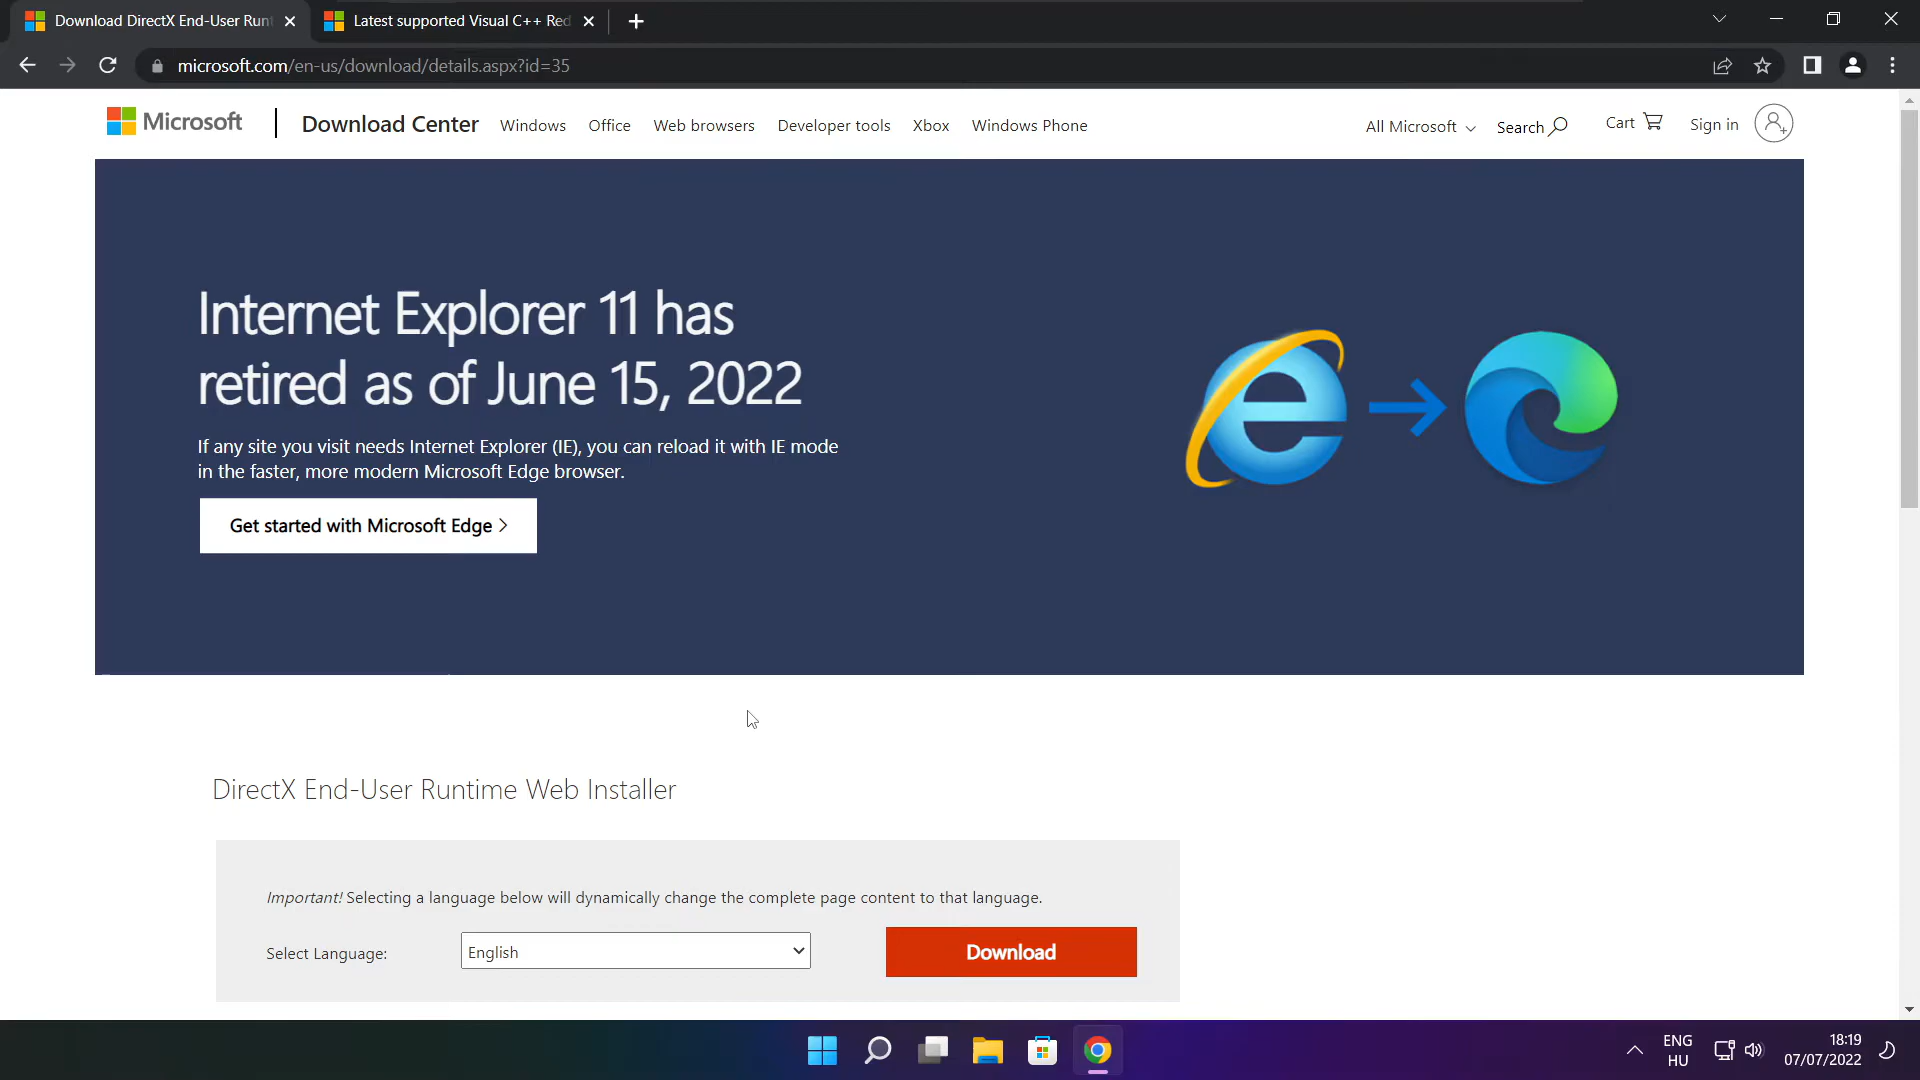 Download DirectX End-User Runt
Latest supported Visual C++ Red
microsoft.com/en-us/download/details.aspx?id=35
Microsoft
Download Center
Windows
Office
Web browsers
Developer tools
Xbox
Windows Phone
All Microsoft
Search
Cart
Sign in
Internet Explorer 11 has
retired as of June 15, 2022
If any site you visit needs Internet Explorer (IE), you can reload it with IE mode
in the faster, more modern Microsoft Edge browser.
Get started with Microsoft Edge >
DirectX End-User Runtime Web Installer
Important! Selecting a language below will dynamically change the complete page content to that language.
Select Language:
English
Download
ENG
HU
18:19
07/07/2022